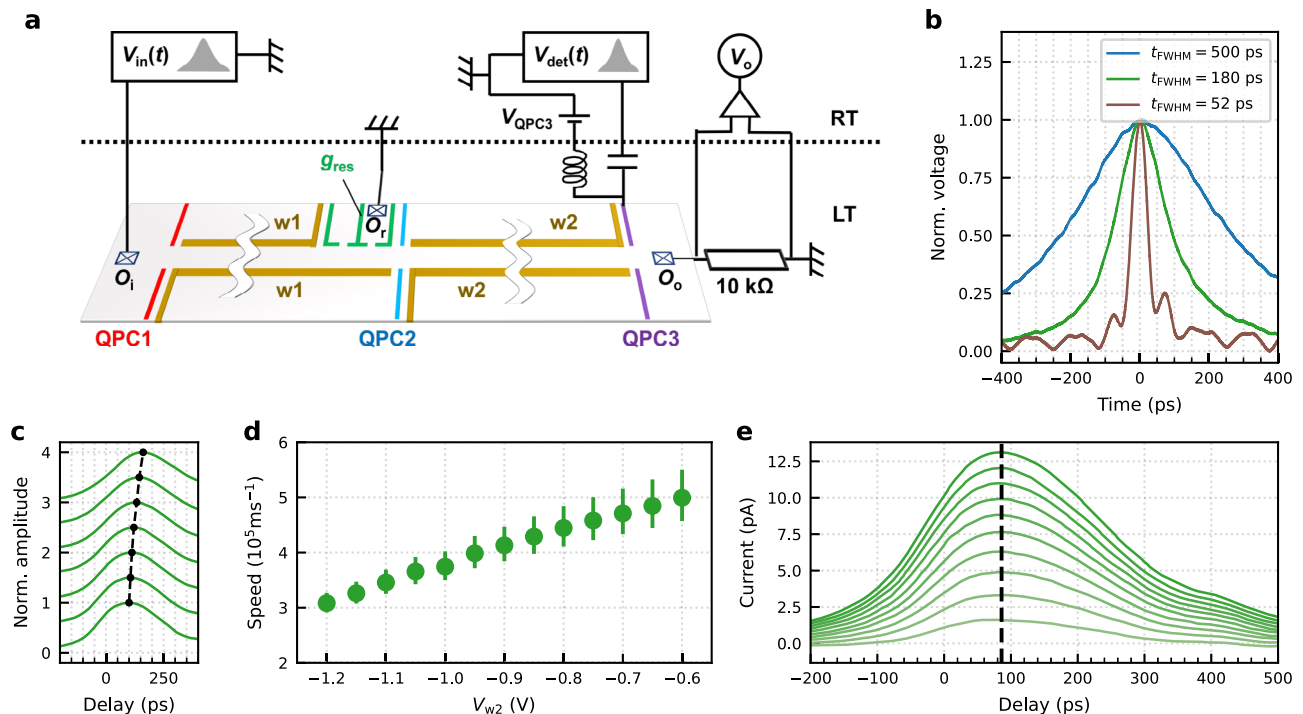 a
V_in(t)
V_det(t)
V_o
V_QPC3
RT
LT
g_res
w1
O_r
w2
O_i
w1
w2
O_o
10 kΩ
QPC1
QPC2
QPC3
b
t_FWHM = 500 ps
t_FWHM = 180 ps
t_FWHM = 52 ps
Norm. voltage
1.25
1.00
0.75
0.50
0.25
0.00
−400 −200 0 200 400
Time (ps)
c
Norm. amplitude
4
3
2
1
0
0 250
Delay (ps)
d
Speed (10⁵ms⁻¹)
6
5
4
3
2
−1.2 −1.1 −1.0 −0.9 −0.8 −0.7 −0.6
V_w2 (V)
e
Current (pA)
12.5
10.0
7.5
5.0
2.5
0.0
−200 −100 0 100 200 300 400 500
Delay (ps)